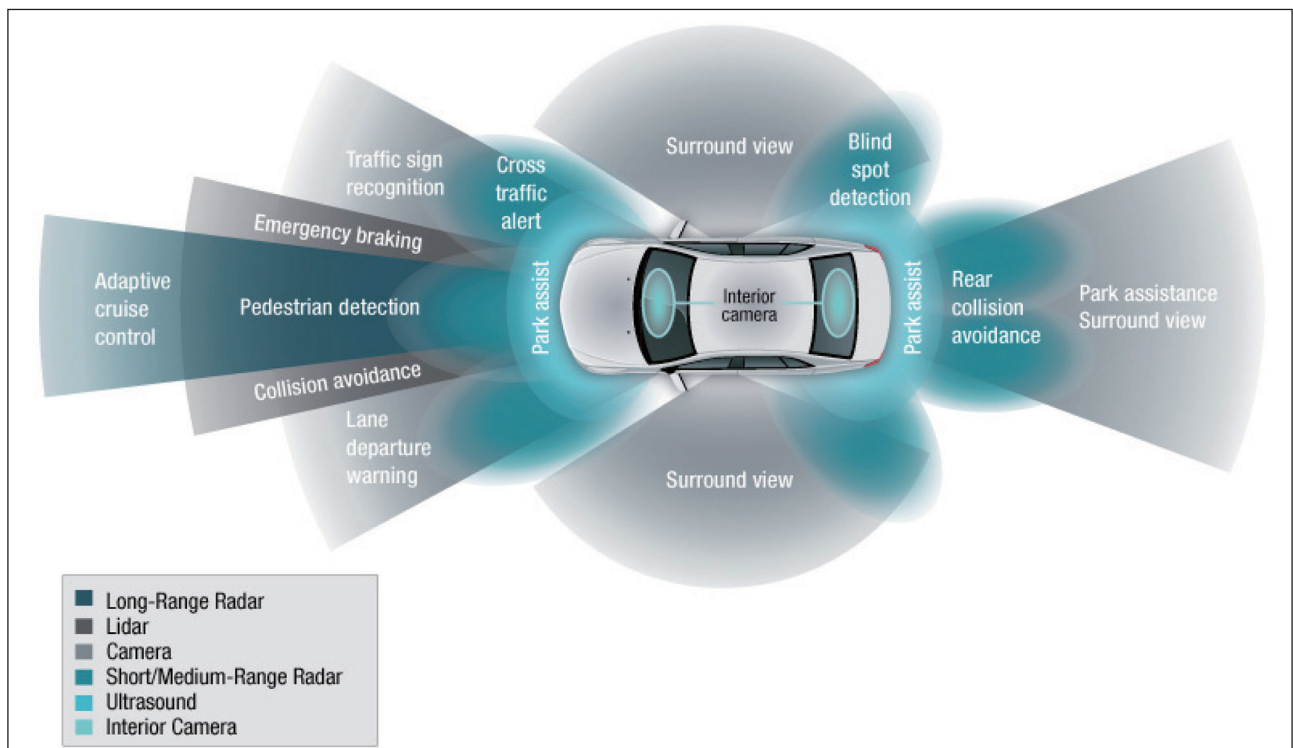 Surround view
Blind
spot
detection
Traffic sign
recognition
Cross
traffic
alert
Emergency braking
Adaptive
cruise
control
Pedestrian detection
Park assist
Interior
camera
Park assist
Rear
collision
avoidance
Park assistance
Surround view
Collision avoidance
Lane
departure
warning
Surround view
Long-Range Radar
Lidar
Camera
Short/Medium-Range Radar
Ultrasound
Interior Camera